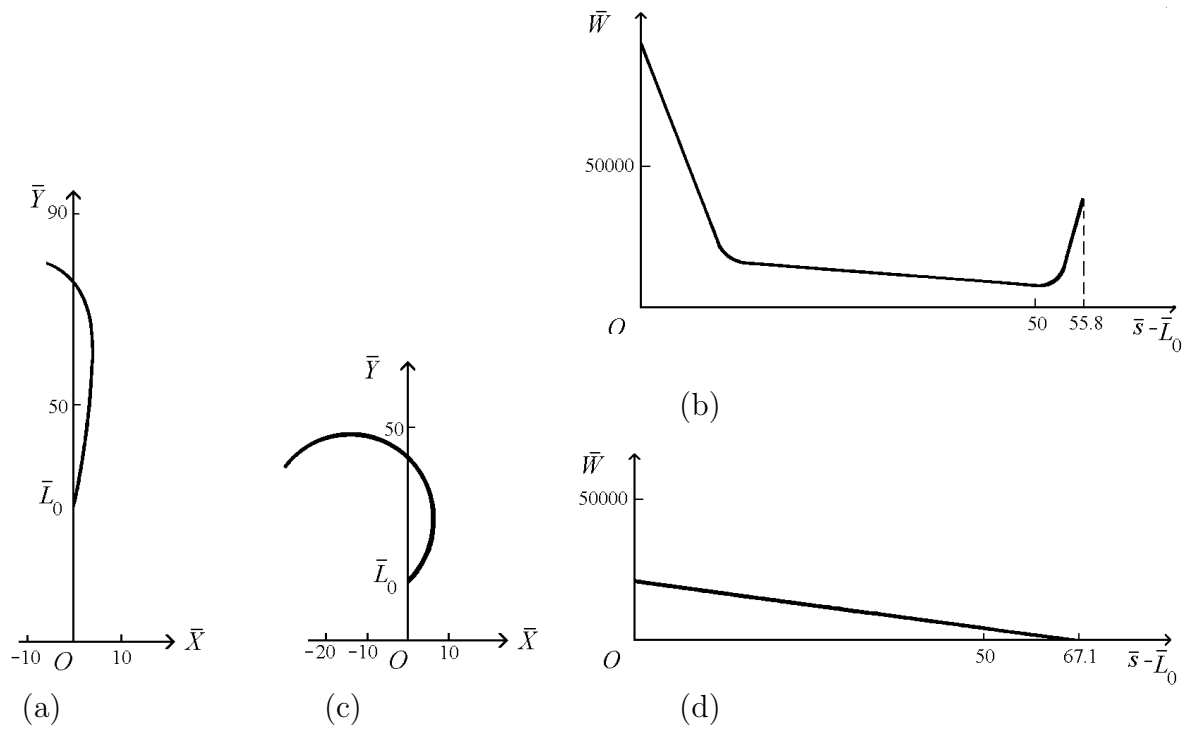 W̄
50000
O
50
55.8
s̄ - L̄₀
(b)
Ȳ
90
50
L̄₀
-10
O
10
X̄
(a)
Ȳ
50
L̄₀
-20
-10
O
10
X̄
(c)
W̄
50000
O
50
67.1
s̄ - L̄₀
(d)